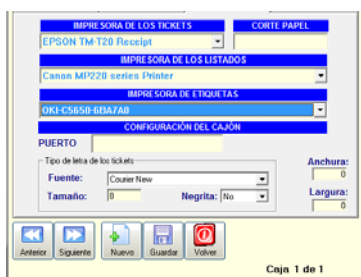 IMPRESORA DE LOS TICKETS CORTE PAPEL
EPSON TM-T20 Receipt
IMPRESORA DE LOS LISTADOS
Canon MP220 series Printer
IMPRESORA DE ETIQUETAS
OKI-C5650-6BA7A0
CONFIGURACIÓN DEL CAJÓN
PUERTO
Tipo de letra de los tickets
Anchura:
Fuente: Courier New 0
Tamaño: 8 Negrita: No Largura:
0
Anterior Siguiente Nuevo Guardar Volver
Caja 1 de 1